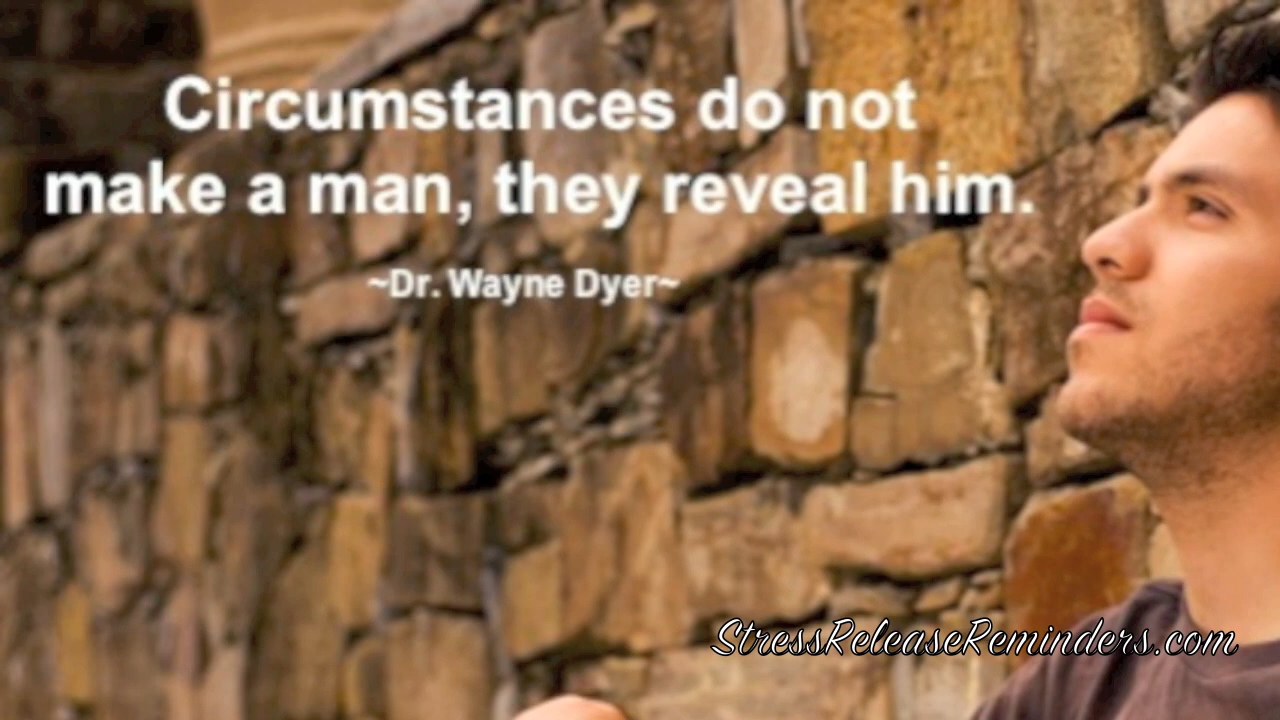 Circumstances do not
make a man, they reveal him.
~Dr. Wayne Dyer~
StressReleaseReminders.com